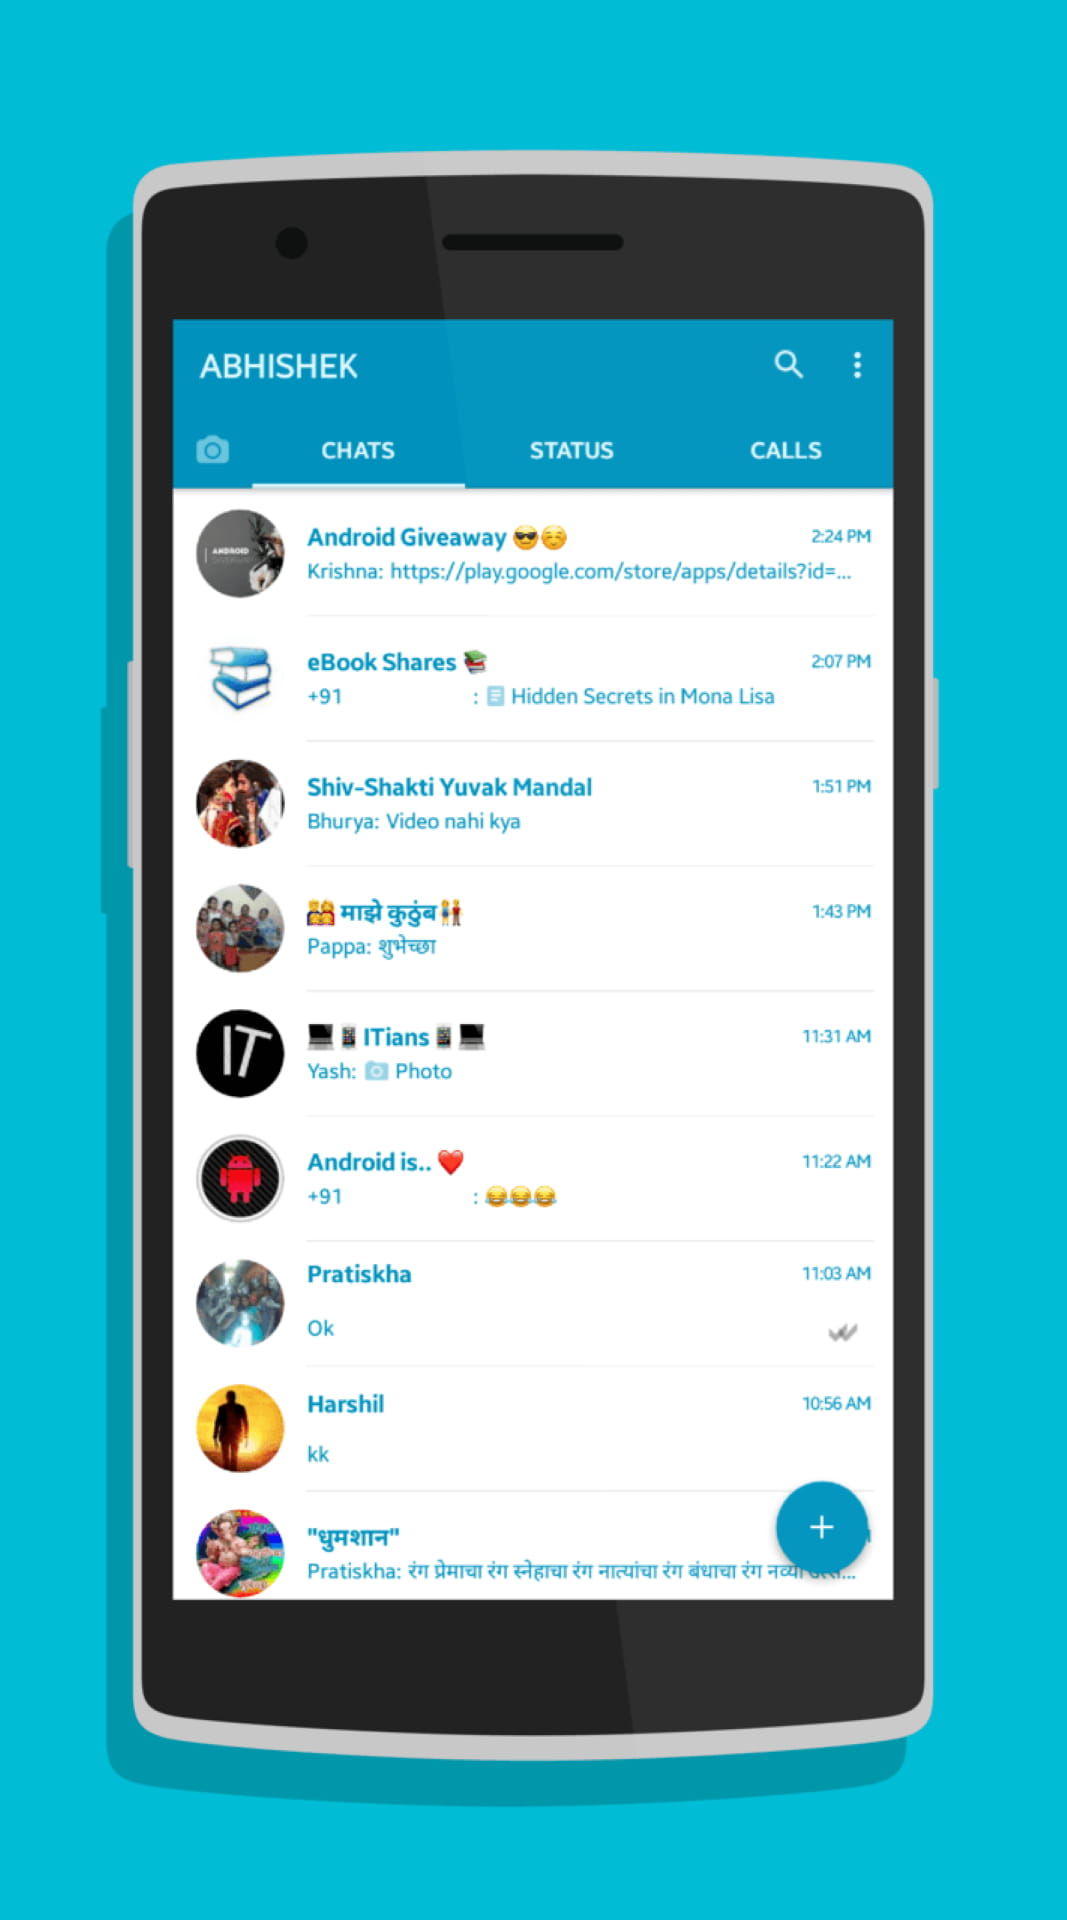 ABHISHEK
CHATS STATUS CALLS
Android Giveaway 😎☺️ 2:24 PM
Krishna: https://play.google.com/store/apps/details?id=...
ANDROID
eBook Shares 📚 2:07 PM
+91 : Hidden Secrets in Mona Lisa
Shiv-Shakti Yuvak Mandal 1:51 PM
Bhurya: Video nahi kya
माझे कुठुंब 1:43 PM
Pappa: शुभेच्छा
💻📱ITians📱💻 11:31 AM
Yash: 📷 Photo
IT
Android is.. ❤️ 11:22 AM
+91 : 😂😂😂
Pratiskha 11:03 AM
Ok
Harshil 10:56 AM
kk
"धुमशान"
Pratiskha: रंग प्रेमाचा रंग स्नेहाचा रंग नात्यांचा रंग बंधाचा रंग नव्या